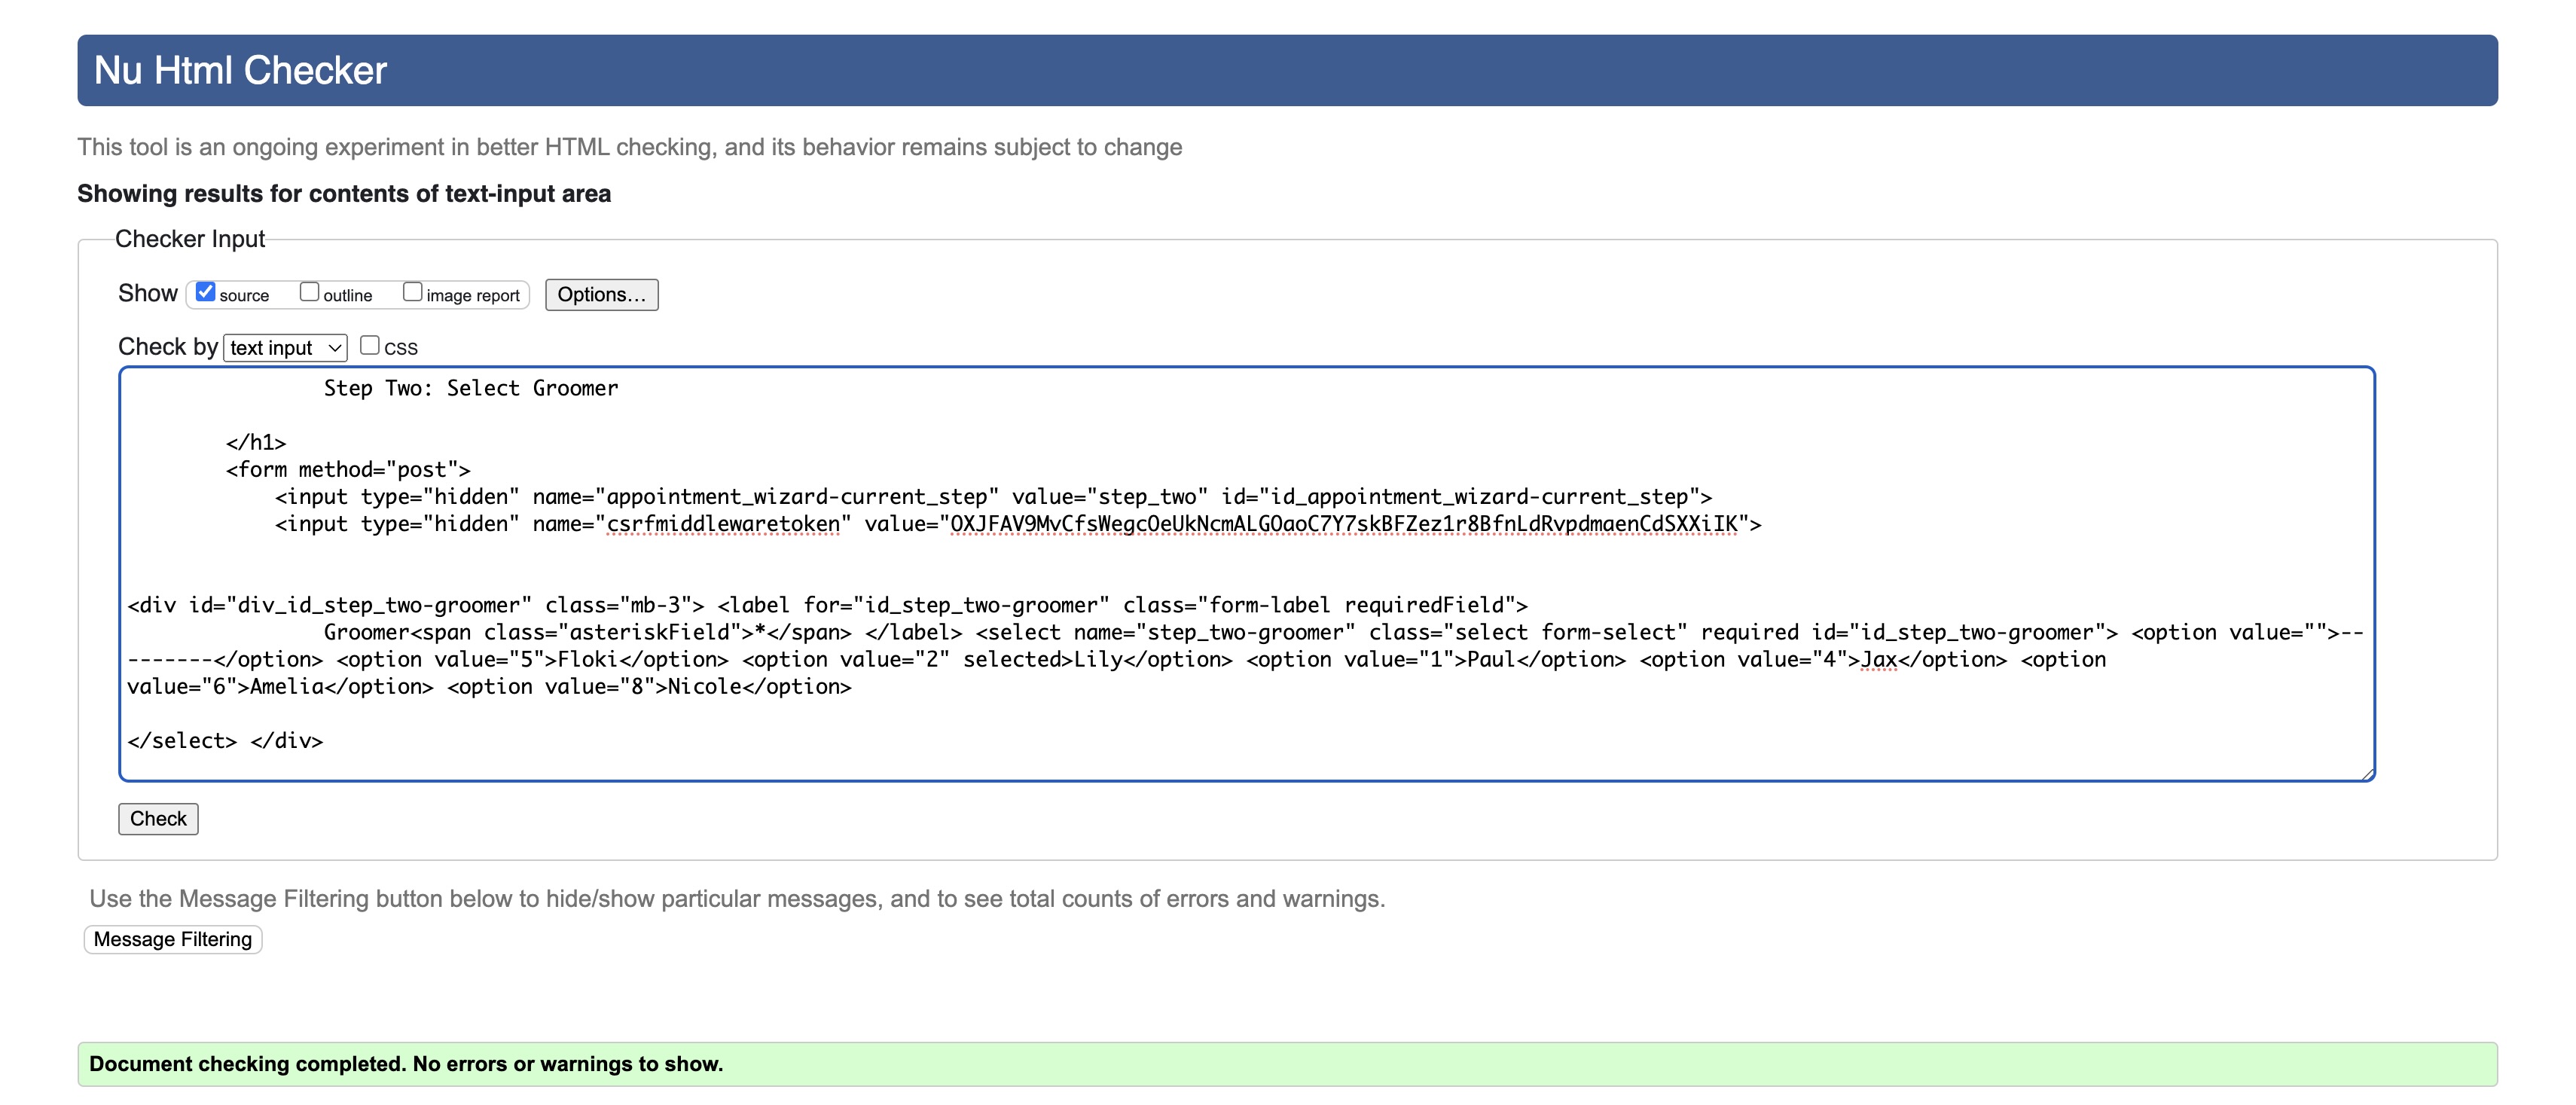 Nu Html Checker
This tool is an ongoing experiment in better HTML checking, and its behavior remains subject to change
Showing results for contents of text-input area
Checker Input
Show source outline image report Options...
Check by text input CSS
Step Two: Select Groomer
</h1>
<form method="post">
<input type="hidden" name="appointment_wizard-current_step" value="step_two" id="id_appointment_wizard-current_step">
<input type="hidden" name="csrfmiddlewaretoken" value="OXJFAV9MvCfsWegcOeUkNcmALGOaoC7Y7skBFZez1r8BfnLdRvpdmaenCdSXXiIK">
<div id="div_id_step_two-groomer" class="mb-3"> <label for="id_step_two-groomer" class="form-label requiredField">
Groomer<span class="asteriskField">*</span> </label> <select name="step_two-groomer" class="select form-select" required id="id_step_two-groomer"> <option value="">--
-------</option> <option value="5">Floki</option> <option value="2" selected>Lily</option> <option value="1">Paul</option> <option value="4">Jax</option> <option
value="6">Amelia</option> <option value="8">Nicole</option>
</select> </div>
Check
Use the Message Filtering button below to hide/show particular messages, and to see total counts of errors and warnings.
Message Filtering
Document checking completed. No errors or warnings to show.